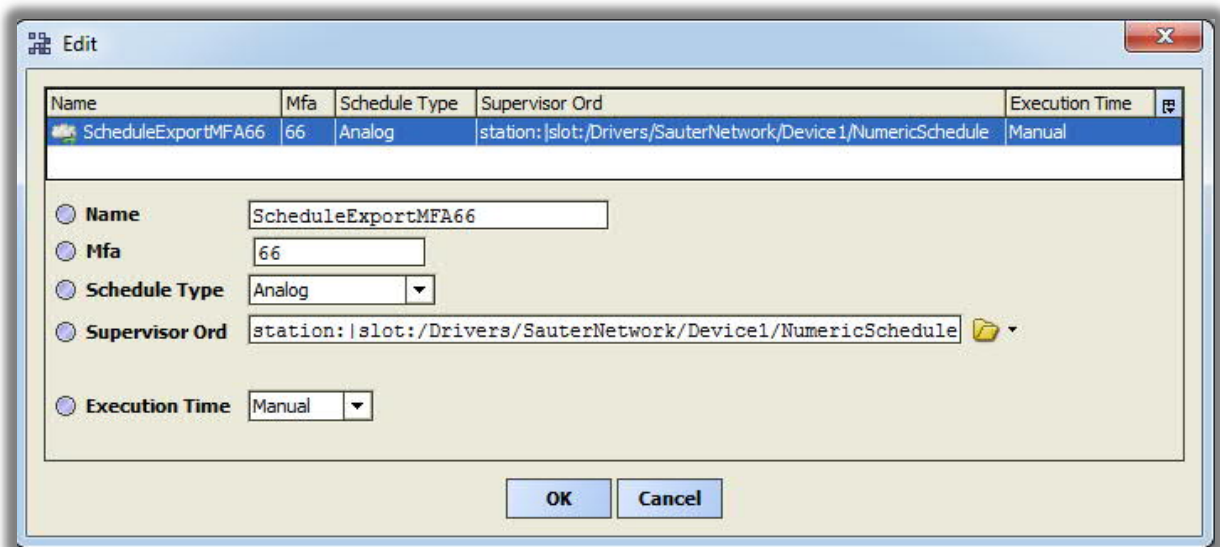 Edit
Name Mfa Schedule Type Supervisor Ord Execution Time
ScheduleExportMFA66 66 Analog station:|slot:/Drivers/SauterNetwork/Device1/NumericSchedule Manual
Name ScheduleExportMFA66
Mfa 66
Schedule Type Analog
Supervisor Ord station:|slot:/Drivers/SauterNetwork/Device1/NumericSchedule
Execution Time Manual
OK Cancel